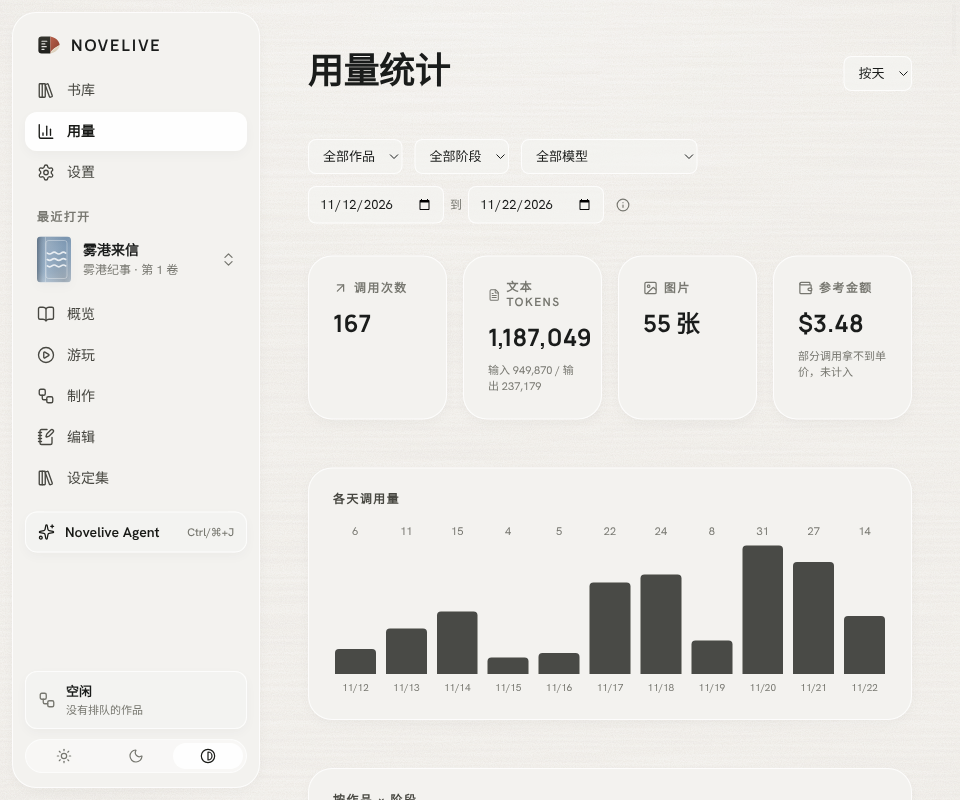 NOVELIVE
书库
用量
设置
最近打开
雾港来信
雾港纪事 · 第 1 卷
概览
游玩
制作
编辑
设定集
Novelive Agent Ctrl/⌘+J
空闲
没有排队的作品
用量统计
按天
全部作品 全部阶段 全部模型
11/12/2026 到 11/22/2026
调用次数
167
文本
TOKENS
1,187,049
输入 949,870 / 输
出 237,179
图片
55 张
参考金额
$3.48
部分调用拿不到单
价，未计入
各天调用量
6 11 15 4 5 22 24 8 31 27 14
11/12 11/13 11/14 11/15 11/16 11/17 11/18 11/19 11/20 11/21 11/22
按作品 × 阶段